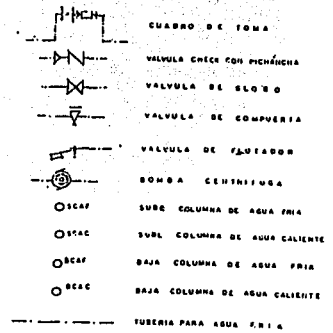 CUADRO DE TOMA
VALVULA CHECK CON PICHANCHA
VALVULA DE GLOBO
VALVULA DE COMPUERTA
VALVULA DE FLOTADOR
BOMBA CENTRIFUGA
SCAF SUBE COLUMNA DE AGUA FRIA
SCAC SUBE COLUMNA DE AGUA CALIENTE
BCAF BAJA COLUMNA DE AGUA FRIA
BCAC BAJA COLUMNA DE AGUA CALIENTE
TUBERIA PARA AGUA FRIA